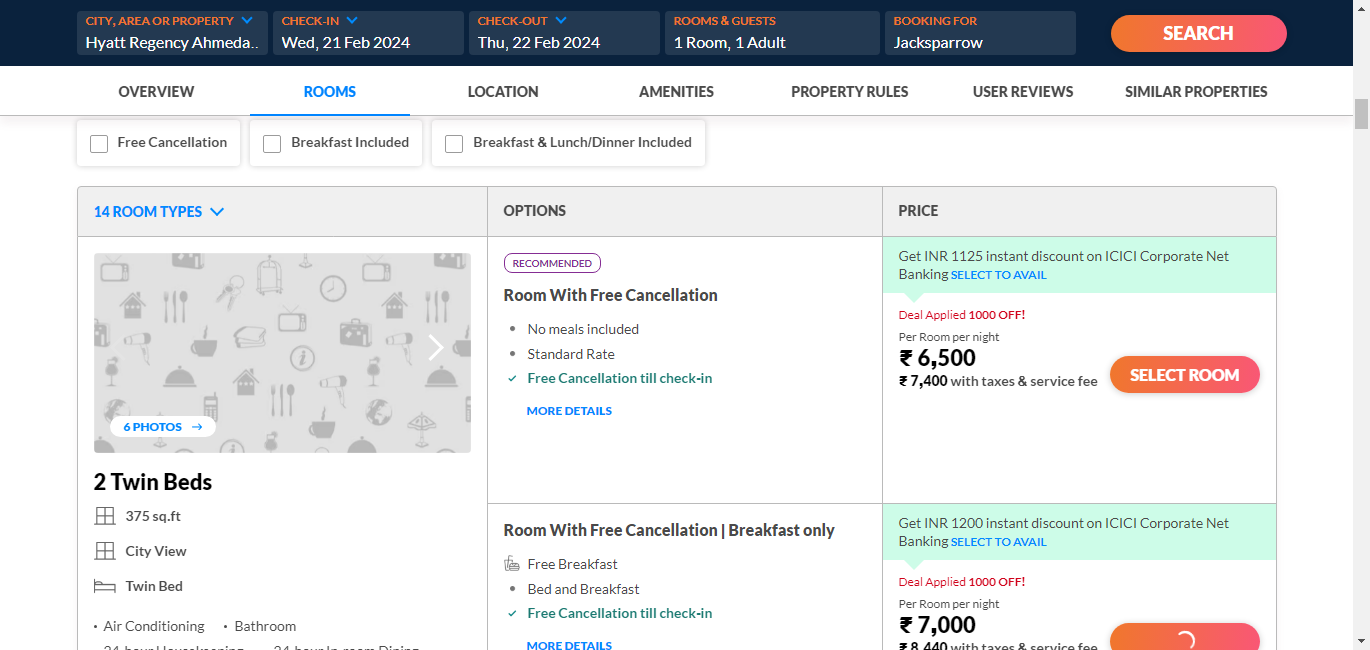 CITY, AREA OR PROPERTY
CHECK-IN
CHECK-OUT
ROOMS & GUESTS
BOOKING FOR
Hyatt Regency Ahmeda..
Wed, 21 Feb 2024
Thu, 22 Feb 2024
1 Room, 1 Adult
Jacksparrow
SEARCH
OVERVIEW
ROOMS
LOCATION
AMENITIES
PROPERTY RULES
USER REVIEWS
SIMILAR PROPERTIES
Free Cancellation
Breakfast Included
Breakfast & Lunch/Dinner Included
14 ROOM TYPES
OPTIONS
PRICE
6 PHOTOS →
2 Twin Beds
375 sq.ft
City View
Twin Bed
• Air Conditioning
• Bathroom
24-hour Housekeeping
24-hour In-room Dining
RECOMMENDED
Room With Free Cancellation
• No meals included
• Standard Rate
✓ Free Cancellation till check-in
MORE DETAILS
Get INR 1125 instant discount on ICICI Corporate Net
Banking SELECT TO AVAIL
Deal Applied 1000 OFF!
Per Room per night
₹ 6,500
₹ 7,400 with taxes & service fee
SELECT ROOM
Room With Free Cancellation | Breakfast only
Free Breakfast
• Bed and Breakfast
✓ Free Cancellation till check-in
MORE DETAILS
Get INR 1200 instant discount on ICICI Corporate Net
Banking SELECT TO AVAIL
Deal Applied 1000 OFF!
Per Room per night
₹ 7,000
₹ 8,440 with taxes & service fee